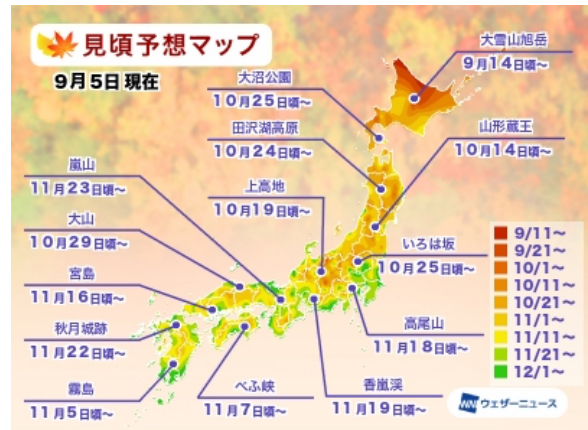 見頃予想マップ
9月5日 現在
大雪山旭岳
9月14日頃～
大沼公園
10月25日頃～
田沢湖高原
10月24日頃～
山形蔵王
10月14日頃～
嵐山
11月23日頃～
上高地
10月19日頃～
大山
10月29日頃～
いろは坂
10月25日頃～
宮島
11月16日頃～
高尾山
11月18日頃～
秋月城跡
11月22日頃～
霧島
11月5日頃～
べふ峡
11月7日頃～
香嵐渓
11月19日頃～
9/11～
9/21～
10/1～
10/11～
10/21～
11/1～
11/11～
11/21～
12/1～
WN ウェザーニュース